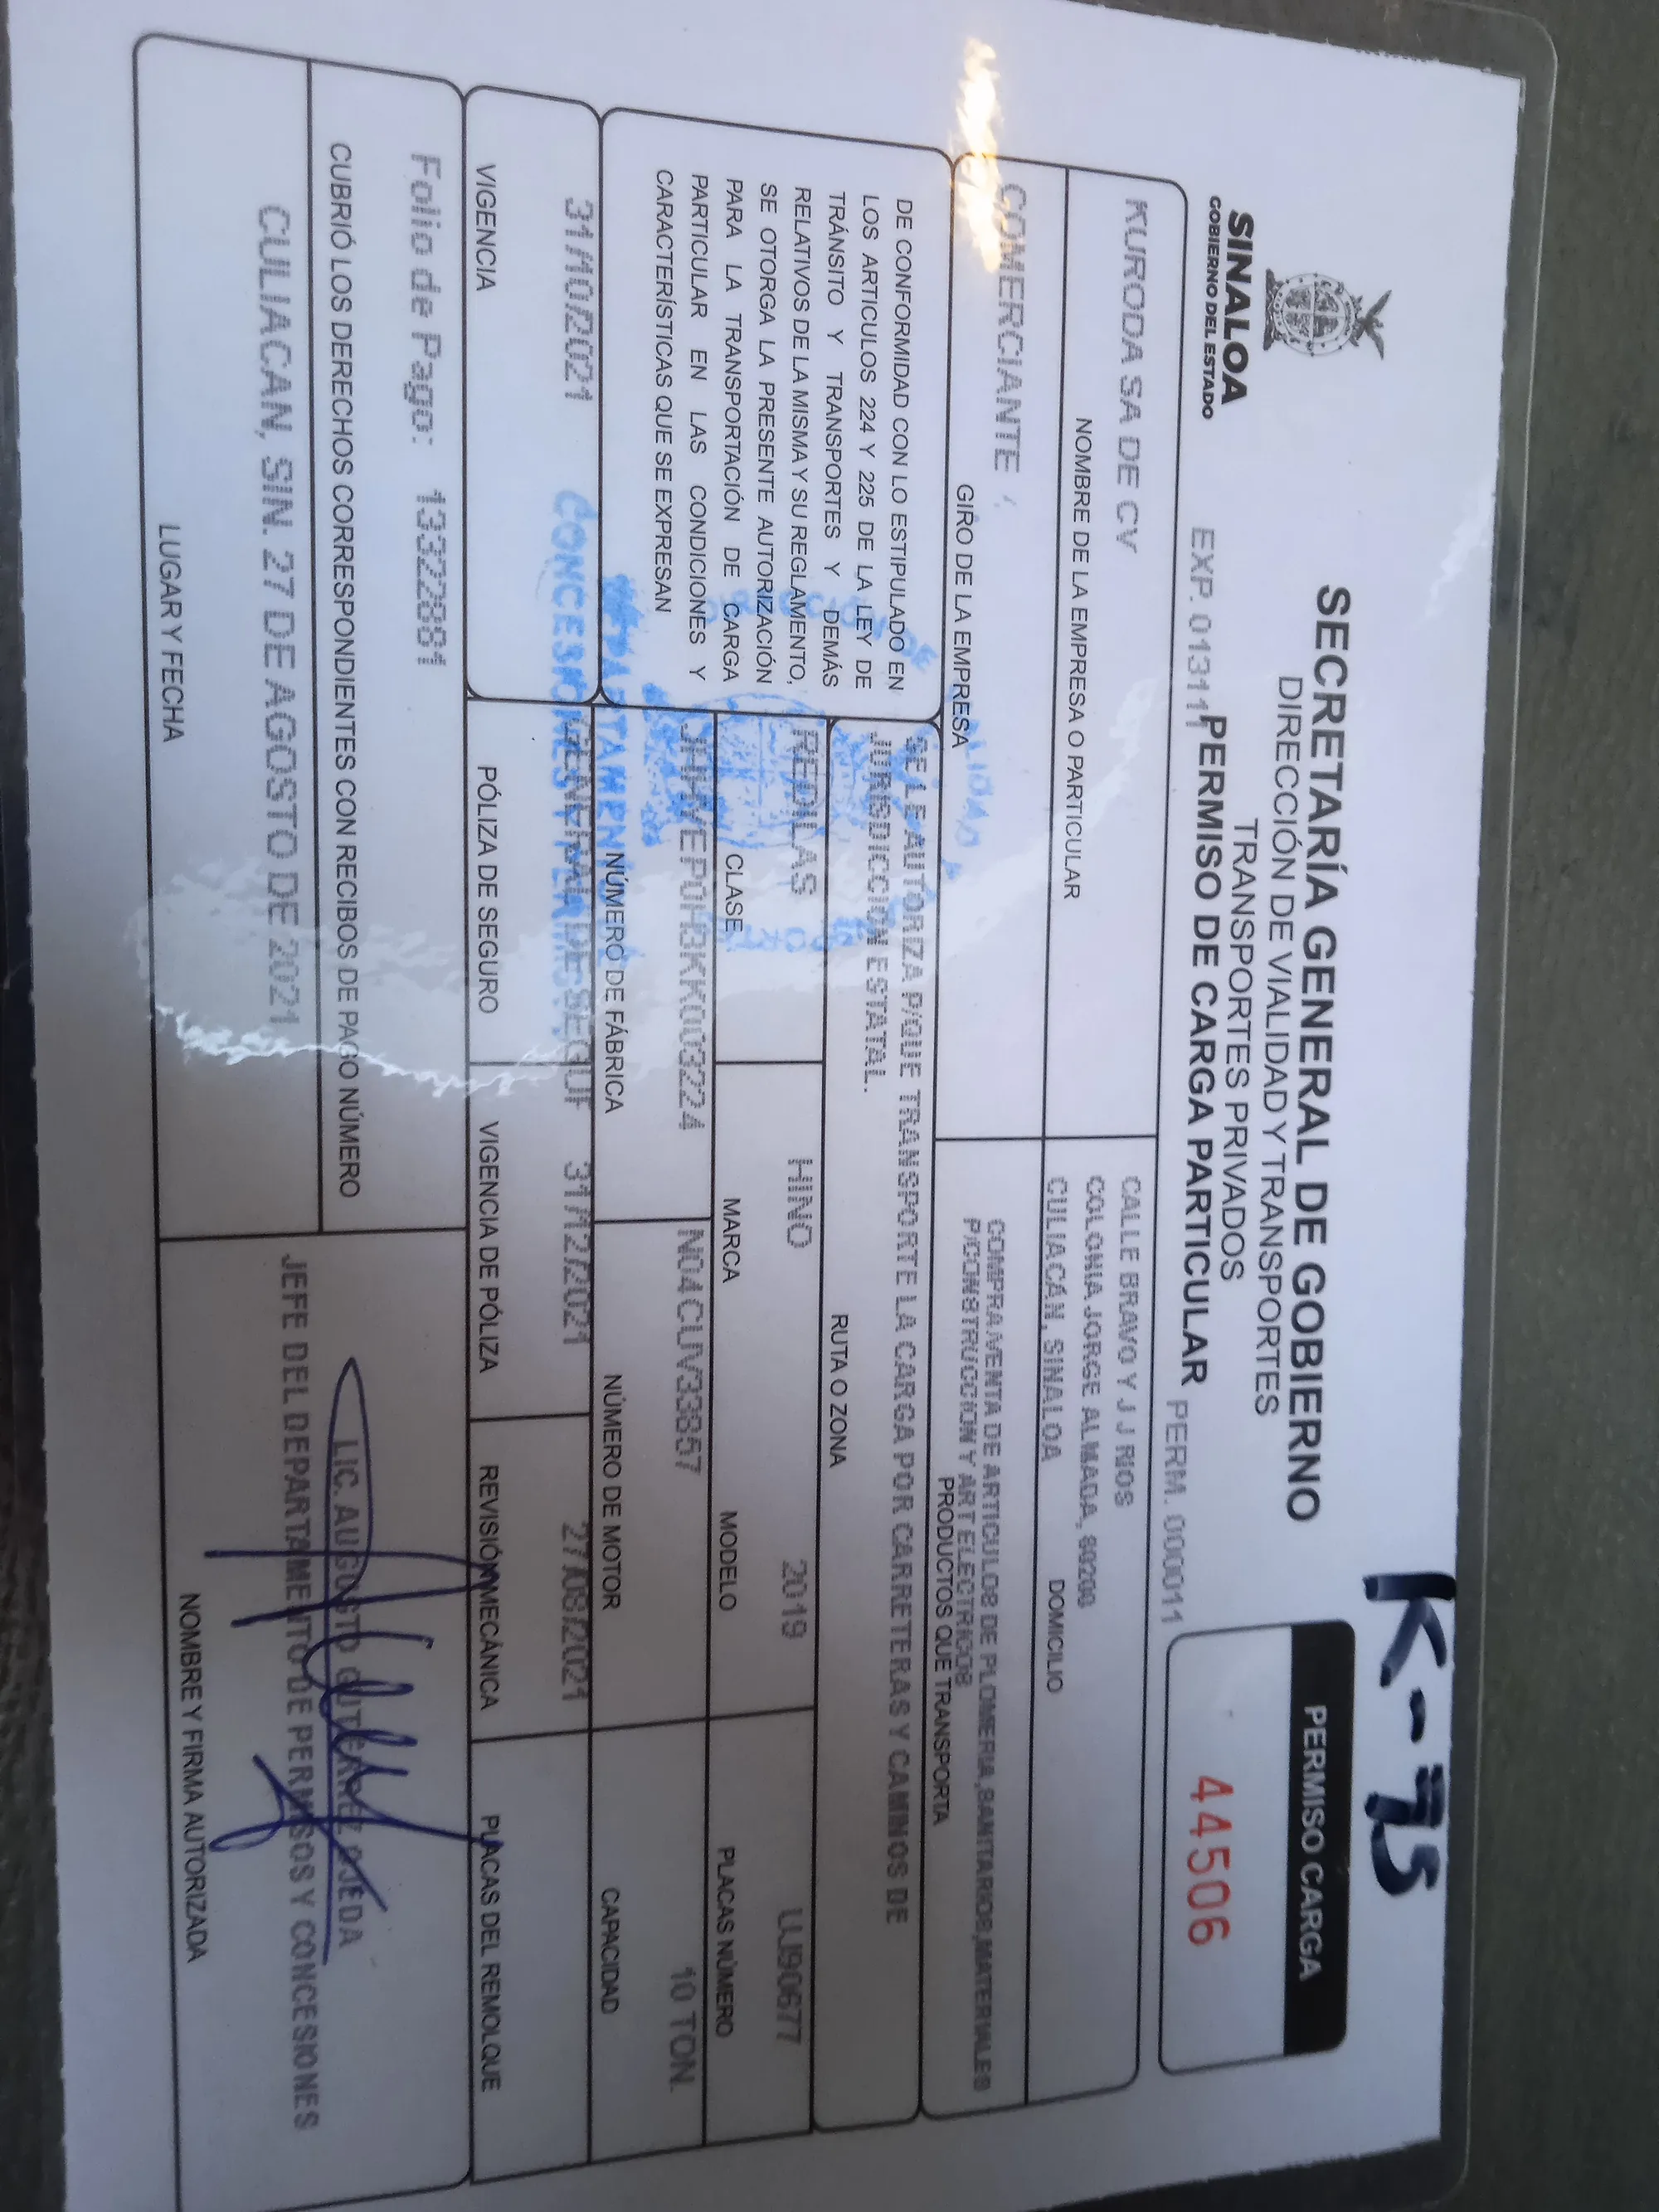 K-75
SINALOA
GOBIERNO DEL ESTADO
SECRETARÍA GENERAL DE GOBIERNO
DIRECCIÓN DE VIALIDAD Y TRANSPORTES
TRANSPORTES PRIVADOS
PERMISO DE CARGA PARTICULAR
PERMISO CARGA
44506
EXP. 013111
PERM. 000011
KURODA SA DE CV
NOMBRE DE LA EMPRESA O PARTICULAR
CALLE BRAVO Y J J RIOS
COLONIA JORGE ALMADA, 80200
CULIACÁN, SINALOA
DOMICILIO
COMERCIANTE
GIRO DE LA EMPRESA
COMPRAVENTA DE ARTICULOS DE PLOMERIA,SANITARIOS,MATERIALES
P/CONSTRUCCION Y ART ELECTRICOS
PRODUCTOS QUE TRANSPORTA
DE CONFORMIDAD CON LO ESTIPULADO EN
LOS ARTICULOS 224 Y 225 DE LA LEY DE
TRÁNSITO Y TRANSPORTES Y DEMÁS
RELATIVOS DE LA MISMA Y SU REGLAMENTO,
SE OTORGA LA PRESENTE AUTORIZACIÓN
PARA LA TRANSPORTACIÓN DE CARGA
PARTICULAR EN LAS CONDICIONES Y
CARACTERÍSTICAS QUE SE EXPRESAN
SE LE AUTORIZA P/QUE TRANSPORTE LA CARGA POR CARRETERAS Y CAMINOS DE
JURISDICCION ESTATAL.
RUTA O ZONA
REDILAS
CLASE
HINO
MARCA
2019
MODELO
UJ90677
PLACAS NÚMERO
NÚMERO DE FÁBRICA
N04CUV33857
NÚMERO DE MOTOR
10 TON.
CAPACIDAD
31/10/2021
VIGENCIA
PÓLIZA DE SEGURO
31/12/2021
VIGENCIA DE PÓLIZA
27/08/2021
REVISIÓN MECÁNICA
PLACAS DEL REMOLQUE
Folio de Pago: 13322881
CUBRIÓ LOS DERECHOS CORRESPONDIENTES CON RECIBOS DE PAGO NÚMERO
CULIACAN, SIN. 27 DE AGOSTO DE 2021
LUGAR Y FECHA
LIC. AUGUSTO GUTIERREZ OJEDA
JEFE DEL DEPARTAMENTO DE PERMISOS Y CONCESIONES
NOMBRE Y FIRMA AUTORIZADA